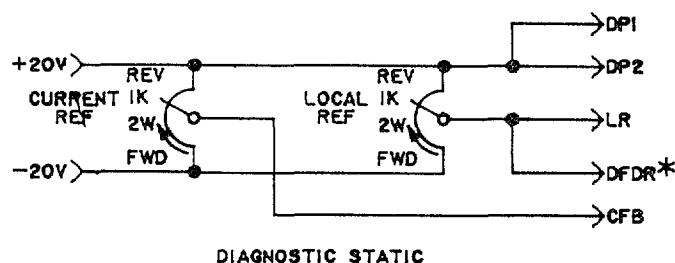 DP1
+20V
REV
REV
DP2
CURRENT
REF
1K
LOCAL
REF
1K
LR
2W
2W
FWD
FWD
-20V
DFDR*
CFB
DIAGNOSTIC STATIC